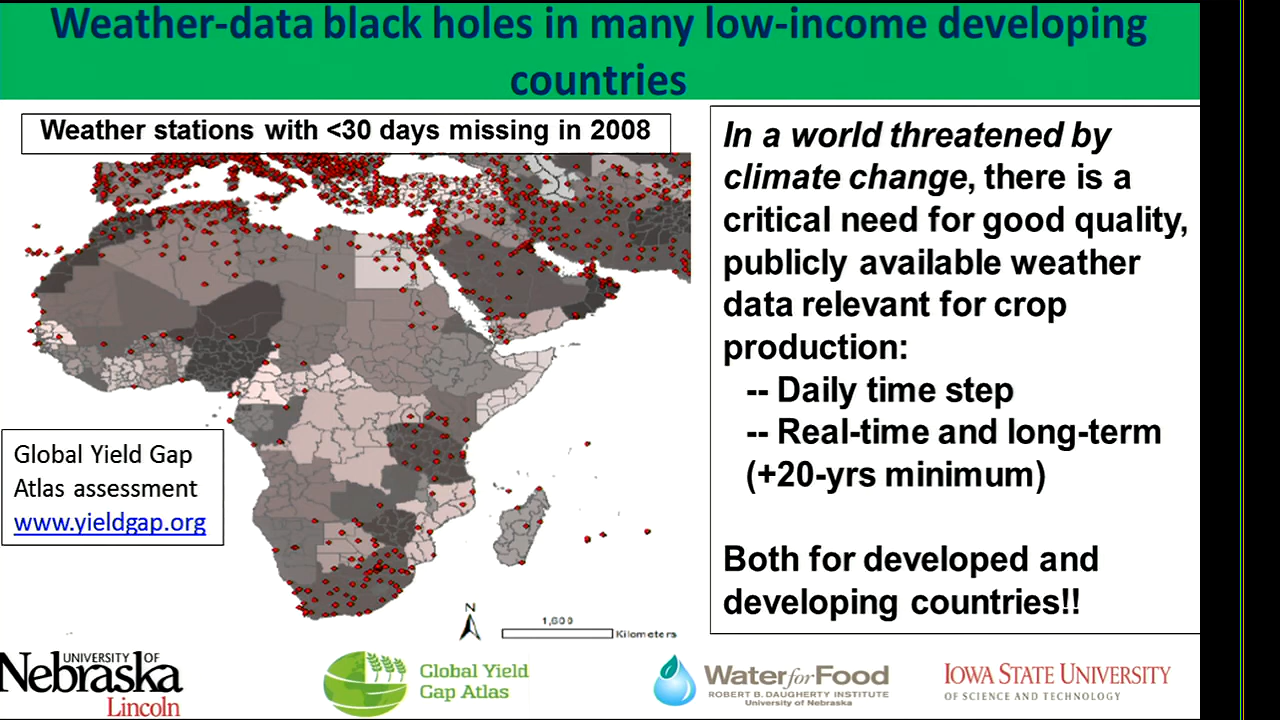 Weather-data black holes in many low-income developing
countries
Weather stations with <30 days missing in 2008
In a world threatened by
climate change, there is a
critical need for good quality,
publicly available weather
data relevant for crop
production:
-- Daily time step
-- Real-time and long-term
(+20-yrs minimum)
Both for developed and
developing countries!!
Global Yield Gap
Atlas assessment
www.yieldgap.org
N
1,600
Kilometers
UNIVERSITY OF
Nebraska
Lincoln
Global Yield
Gap Atlas
Water for Food
ROBERT B. DAUGHERTY INSTITUTE
University of Nebraska
IOWA STATE UNIVERSITY
OF SCIENCE AND TECHNOLOGY